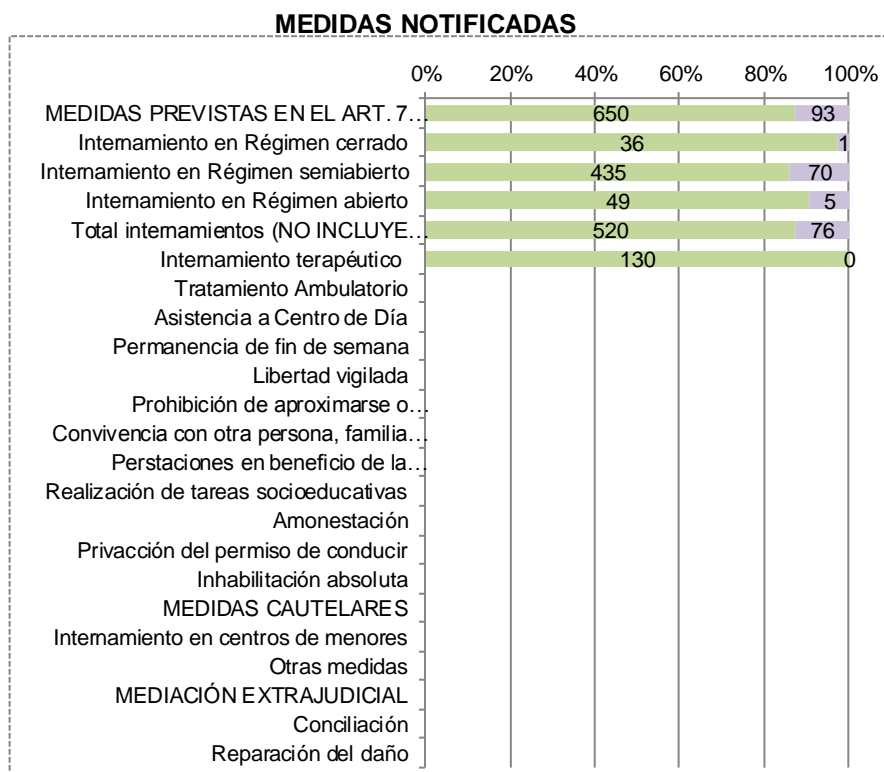 MEDIDAS NOTIFICADAS
0% 20% 40% 60% 80% 100%
MEDIDAS PREVISTAS EN EL ART. 7… 650 93
Internamiento en Régimen cerrado 36 1
Internamiento en Régimen semiabierto 435 70
Internamiento en Régimen abierto 49 5
Total internamientos (NO INCLUYE… 520 76
Internamiento terapéutico 130 0
Tratamiento Ambulatorio
Asistencia a Centro de Día
Permanencia de fin de semana
Libertad vigilada
Prohibición de aproximarse o…
Convivencia con otra persona, familia…
Perstaciones en beneficio de la…
Realización de tareas socioeducativas
Amonestación
Privacción del permiso de conducir
Inhabilitación absoluta
MEDIDAS CAUTELARES
Internamiento en centros de menores
Otras medidas
MEDIACIÓN EXTRAJUDICIAL
Conciliación
Reparación del daño